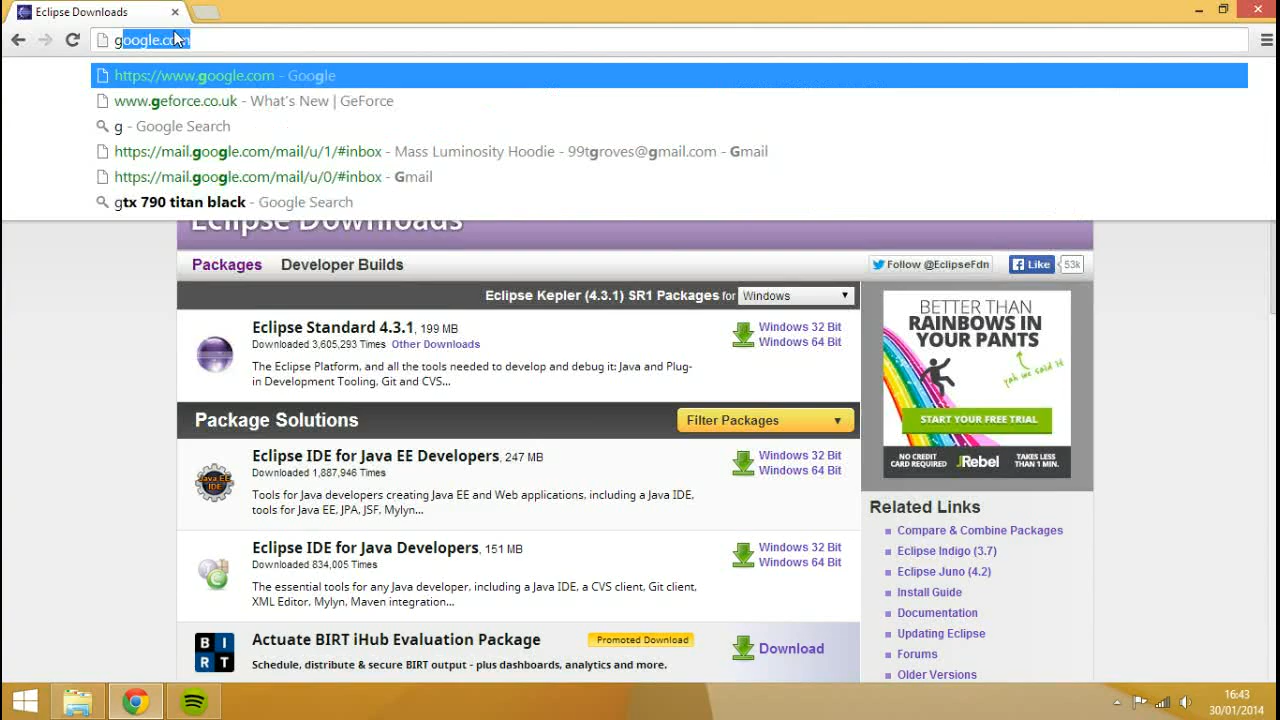 Eclipse Downloads
google.com
https://www.google.com - Google
www.geforce.co.uk - What's New | GeForce
g - Google Search
https://mail.google.com/mail/u/1/#inbox - Mass Luminosity Hoodie - 99tgroves@gmail.com - Gmail
https://mail.google.com/mail/u/0/#inbox - Gmail
gtx 790 titan black - Google Search
Eclipse Downloads
Packages Developer Builds
Follow @EclipseFdn
Like 53k
Eclipse Kepler (4.3.1) SR1 Packages for Windows
Eclipse Standard 4.3.1, 199 MB
Downloaded 3,605,293 Times Other Downloads
The Eclipse Platform, and all the tools needed to develop and debug it: Java and Plug-
in Development Tooling, Git and CVS...
Windows 32 Bit
Windows 64 Bit
Package Solutions
Filter Packages
Eclipse IDE for Java EE Developers, 247 MB
Downloaded 1,887,946 Times
Tools for Java developers creating Java EE and Web applications, including a Java IDE,
tools for Java EE, JPA, JSF, Mylyn...
Java EE
IDE
Windows 32 Bit
Windows 64 Bit
Eclipse IDE for Java Developers, 151 MB
Downloaded 834,005 Times
The essential tools for any Java developer, including a Java IDE, a CVS client, Git client,
XML Editor, Mylyn, Maven integration...
Windows 32 Bit
Windows 64 Bit
BIRT
Actuate BIRT iHub Evaluation Package
Promoted Download
Schedule, distribute & secure BIRT output - plus dashboards, analytics and more.
Download
BETTER THAN
RAINBOWS IN
YOUR PANTS
yah we said it
START YOUR FREE TRIAL
NO CREDIT
CARD REQUIRED
JRebel
TAKES LESS
THAN 1 MIN.
Related Links
Compare & Combine Packages
Eclipse Indigo (3.7)
Eclipse Juno (4.2)
Install Guide
Documentation
Updating Eclipse
Forums
Older Versions
16:43
30/01/2014